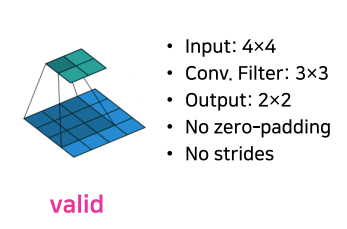 • Input: 4×4
• Conv. Filter: 3×3
• Output: 2×2
• No zero-padding
• No strides
valid